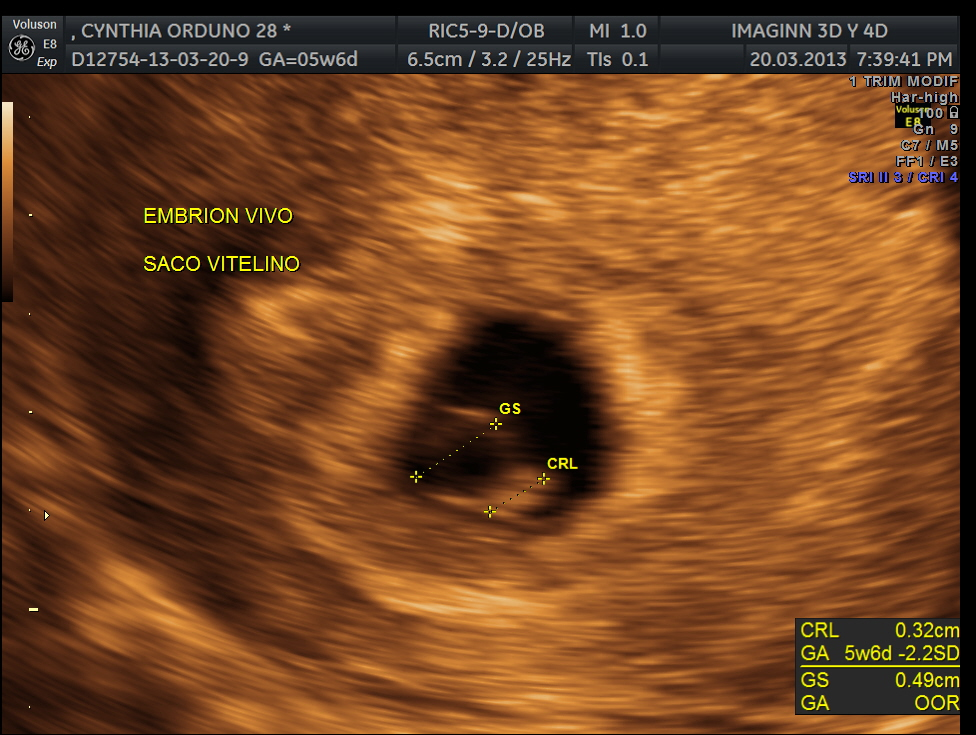 Voluson
E8
Exp
, CYNTHIA ORDUNO 28 *
D12754-13-03-20-9 GA=05w6d
RIC5-9-D/OB
6.5cm / 3.2 / 25Hz
MI 1.0
TIs 0.1
IMAGINN 3D Y 4D
20.03.2013 7:39:41 PM
1 TRIM MODIF
Har-high
Voluson
E8
100
Gn 9
C7 / M5
FF1 / E3
SRI II 3 / CRI 4
EMBRION VIVO
SACO VITELINO
GS
CRL
CRL 0.32cm
GA 5w6d -2.2SD
GS 0.49cm
GA OOR